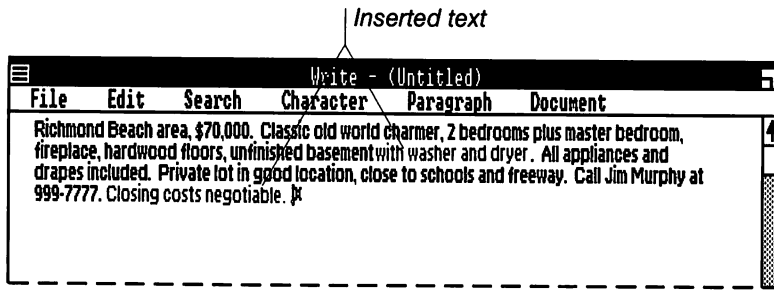 Inserted text
Write - (Untitled)
File Edit Search Character Paragraph Document
Richmond Beach area, $70,000. Classic old world charmer, 2 bedrooms plus master bedroom,
fireplace, hardwood floors, unfinished basement with washer and dryer. All appliances and
drapes included. Private lot in good location, close to schools and freeway. Call Jim Murphy at
999-7777. Closing costs negotiable.